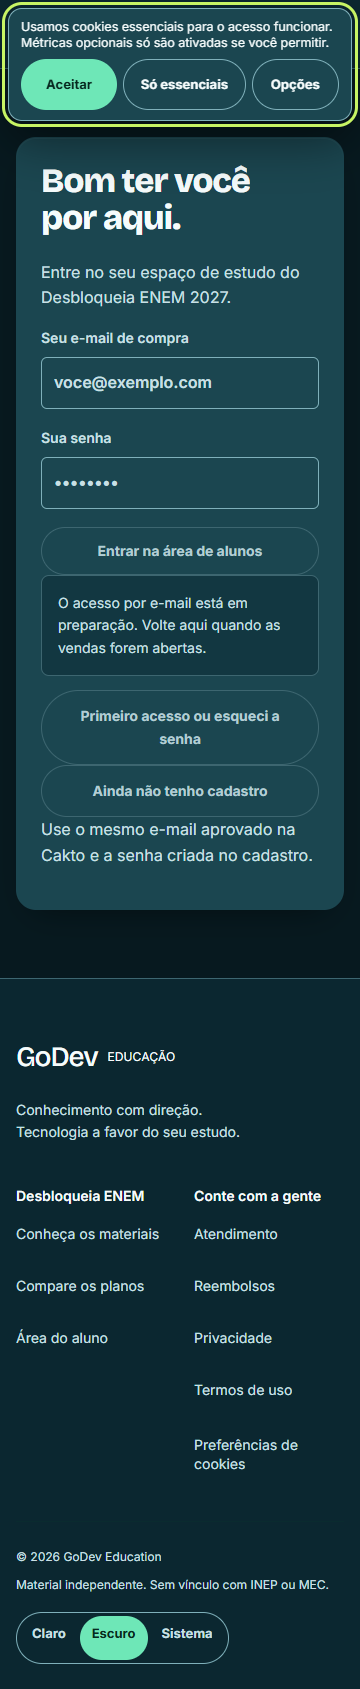 Usamos cookies essenciais para o acesso funcionar.
Métricas opcionais só são ativadas se você permitir.
Aceitar
Só essenciais
Opções
Bom ter você
por aqui.
Entre no seu espaço de estudo do
Desbloqueia ENEM 2027.
Seu e-mail de compra
voce@exemplo.com
Sua senha
••••••••
Entrar na área de alunos
O acesso por e-mail está em
preparação. Volte aqui quando as
vendas forem abertas.
Primeiro acesso ou esqueci a
senha
Ainda não tenho cadastro
Use o mesmo e-mail aprovado na
Cakto e a senha criada no cadastro.
GoDev EDUCAÇÃO
Conhecimento com direção.
Tecnologia a favor do seu estudo.
Desbloqueia ENEM
Conheça os materiais
Compare os planos
Área do aluno
Conte com a gente
Atendimento
Reembolsos
Privacidade
Termos de uso
Preferências de
cookies
© 2026 GoDev Education
Material independente. Sem vínculo com INEP ou MEC.
Claro
Escuro
Sistema